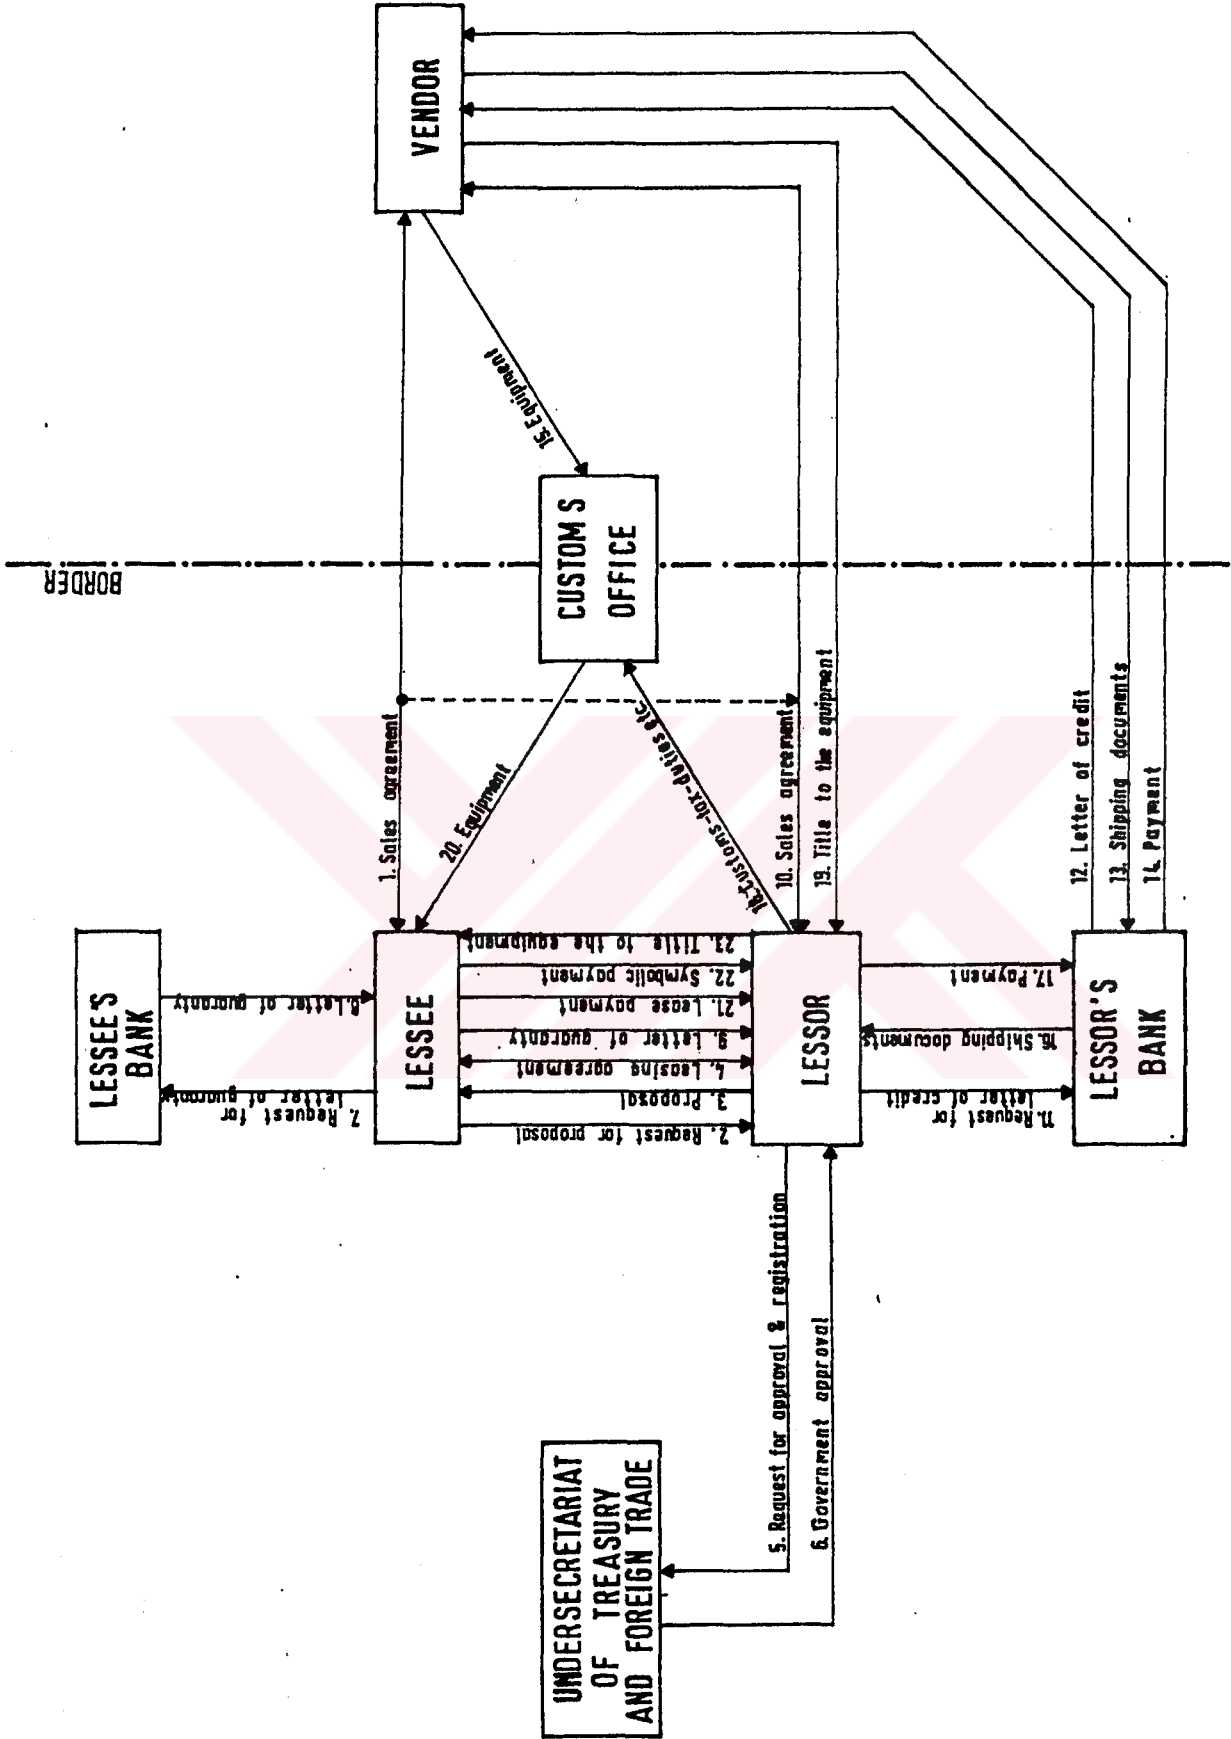 BORDER
VENDOR
15. Equipment
CUSTOMS
OFFICE
1. Sales agreement
20. Equipment
18. Customs-tax-duties etc.
10. Sales agreement
19. Title to the equipment
12. Letter of credit
13. Shipping documents
14. Payment
LESSEE'S
BANK
8. Letter of guaranty
7. Request for
letter of guaranty
LESSEE
23. Title to the equipment
22. Symbolic payment
21. Lease payment
9. Letter of guaranty
4. Leasing agreement
3. Proposal
2. Request for proposal
LESSOR
17. Payment
16. Shipping documents
11. Request for
letter of credit
LESSOR'S
BANK
5. Request for approval & registration
6. Government approval
UNDERSECRETARIAT
OF TREASURY
AND FOREIGN TRADE